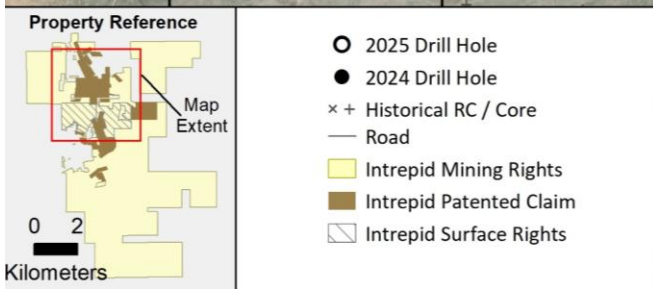 Property Reference
Map
Extent
0 2
Kilometers
2025 Drill Hole
2024 Drill Hole
× + Historical RC / Core
Road
Intrepid Mining Rights
Intrepid Patented Claim
Intrepid Surface Rights